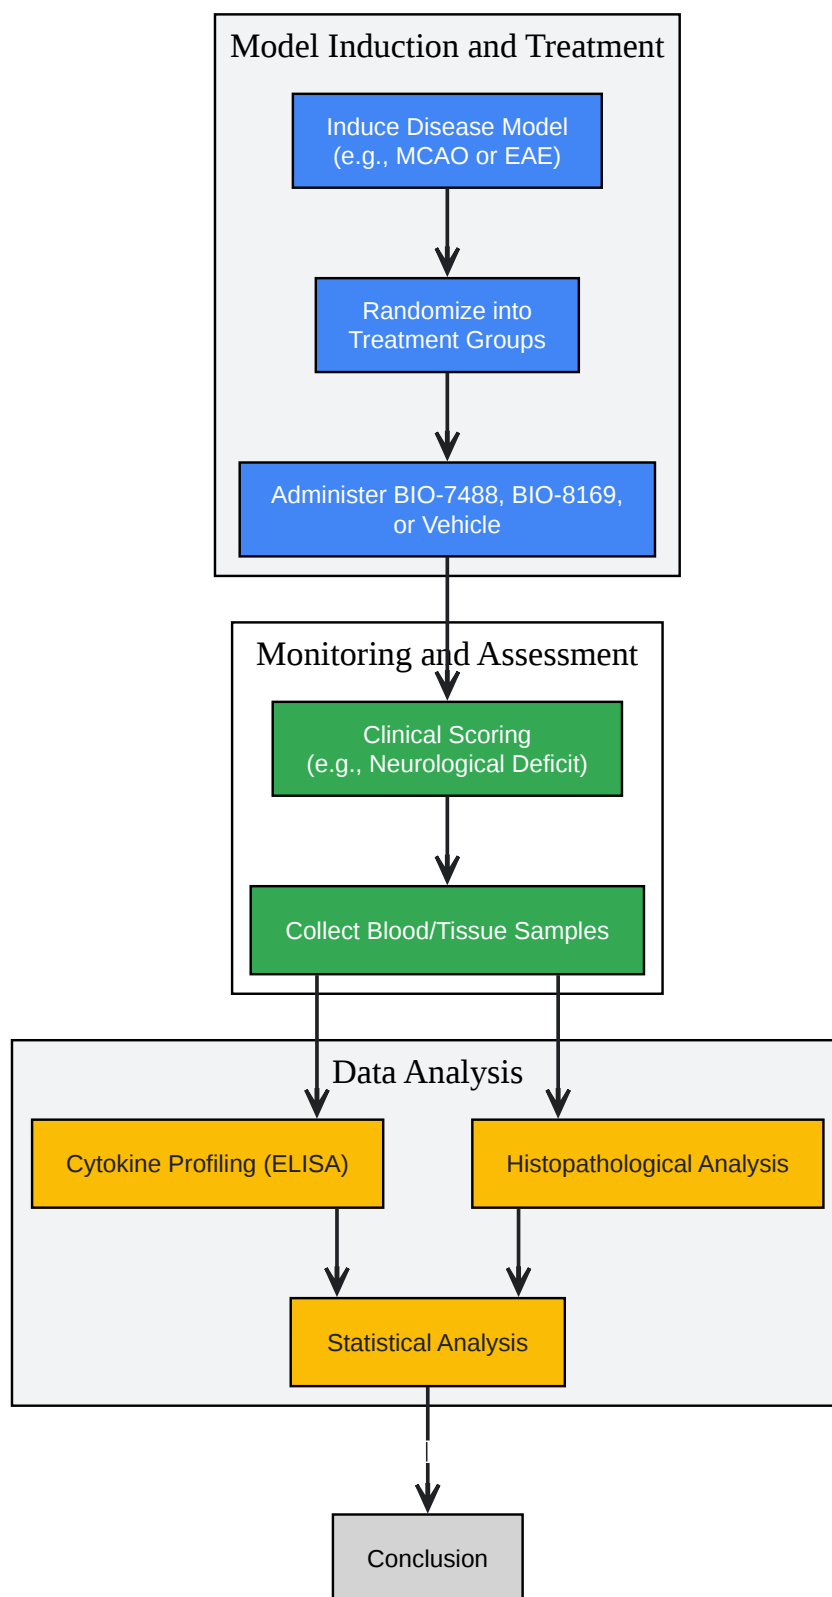 Model Induction and Treatment
Induce Disease Model
(e.g., MCAO or EAE)
Randomize into
Treatment Groups
Administer BIO-7488, BIO-8169,
or Vehicle
Monitoring and Assessment
Clinical Scoring
(e.g., Neurological Deficit)
Collect Blood/Tissue Samples
Data Analysis
Cytokine Profiling (ELISA)
Histopathological Analysis
Statistical Analysis
Conclusion